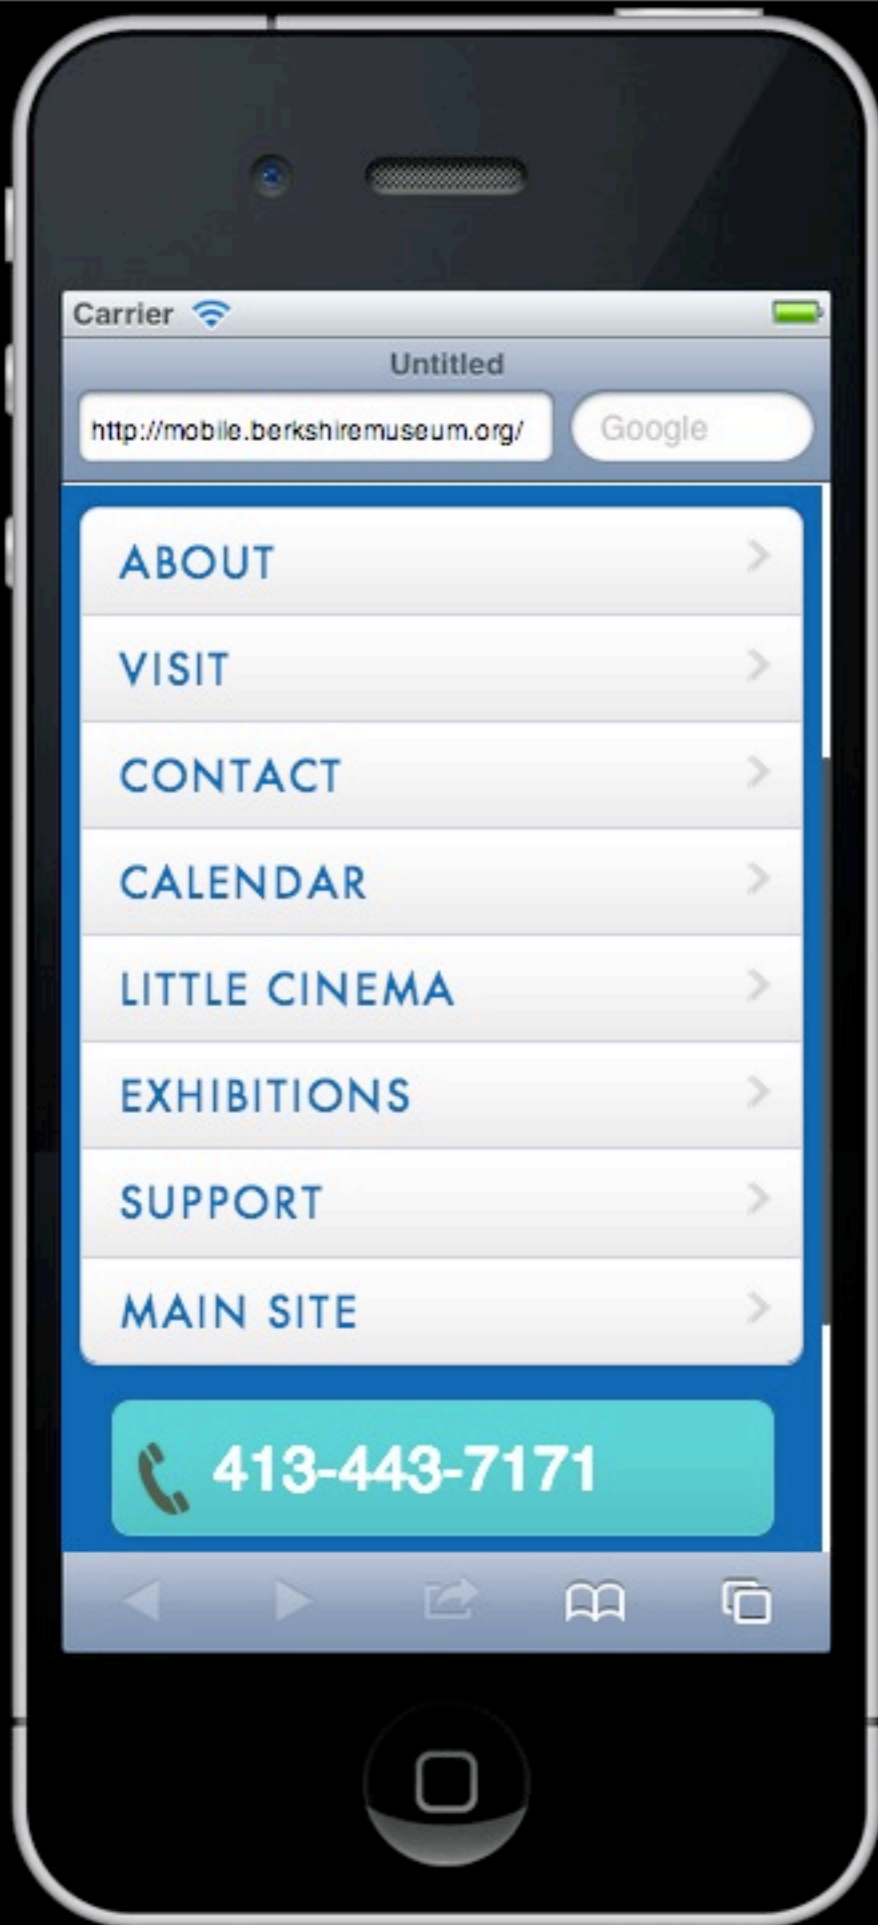 Carrier
Untitled
http://mobile.berkshiremuseum.org/
Google
ABOUT
VISIT
CONTACT
CALENDAR
LITTLE CINEMA
EXHIBITIONS
SUPPORT
MAIN SITE
413-443-7171